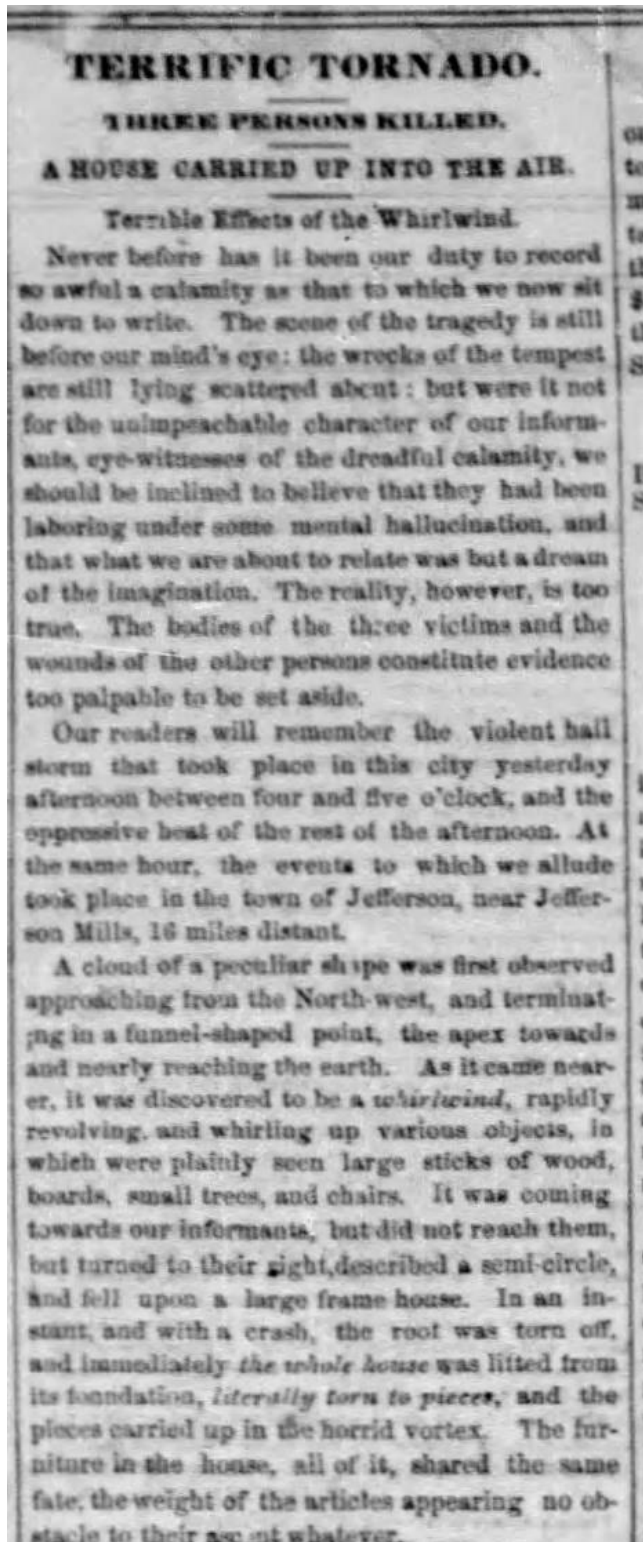 TERRIFIC TORNADO.
THREE PERSONS KILLED.
A HOUSE CARRIED UP INTO THE AIR.
Terrible Effects of the Whirlwind.
Never before has it been our duty to record
so awful a calamity as that to which we now sit
down to write. The scene of the tragedy is still
before our mind's eye: the wrecks of the tempest
are still lying scattered about: but were it not
for the unimpeachable character of our inform-
ants, eye-witnesses of the dreadful calamity, we
should be inclined to believe that they had been
laboring under some mental hallucination, and
that what we are about to relate was but a dream
of the imagination. The reality, however, is too
true. The bodies of the three victims and the
wounds of the other persons constitute evidence
too palpable to be set aside.
Our readers will remember the violent hail
storm that took place in this city yesterday
afternoon between four and five o'clock, and the
oppressive heat of the rest of the afternoon. At
the same hour, the events to which we allude
took place in the town of Jefferson, near Jeffer-
son Mills, 16 miles distant.
A cloud of a peculiar shape was first observed
approaching from the North-west, and terminat-
ing in a funnel-shaped point, the apex towards
and nearly reaching the earth. As it came near-
er, it was discovered to be a whirlwind, rapidly
revolving, and whirling up various objects, in
which were plainly seen large sticks of wood,
boards, small trees, and chairs. It was coming
towards our informants, but did not reach them,
but turned to their right, described a semi-circle,
and fell upon a large frame house. In an in-
stant, and with a crash, the roof was torn off,
and immediately the whole house was lifted from
its foundation, literally torn to pieces, and the
pieces carried up in the horrid vortex. The fur-
niture in the house, all of it, shared the same
fate, the weight of the articles appearing no ob-
stacle to their ascent whatever.